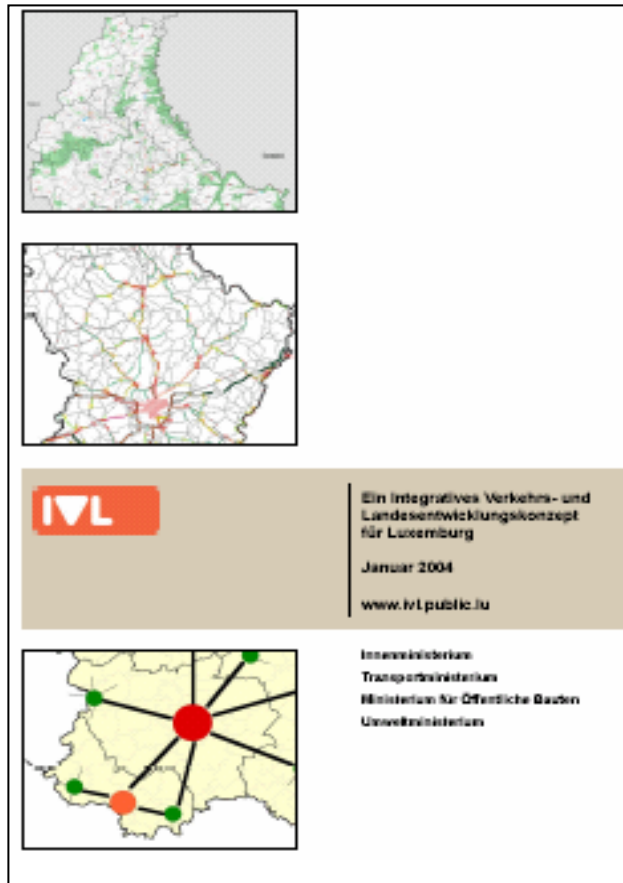 IVL
Ein Integratives Verkehrs- und
Landesentwicklungskonzept
für Luxemburg
Januar 2004
www.ivl.public.lu
Innenministerium
Transportministerium
Ministerium für Öffentliche Bauten
Umweltministerium